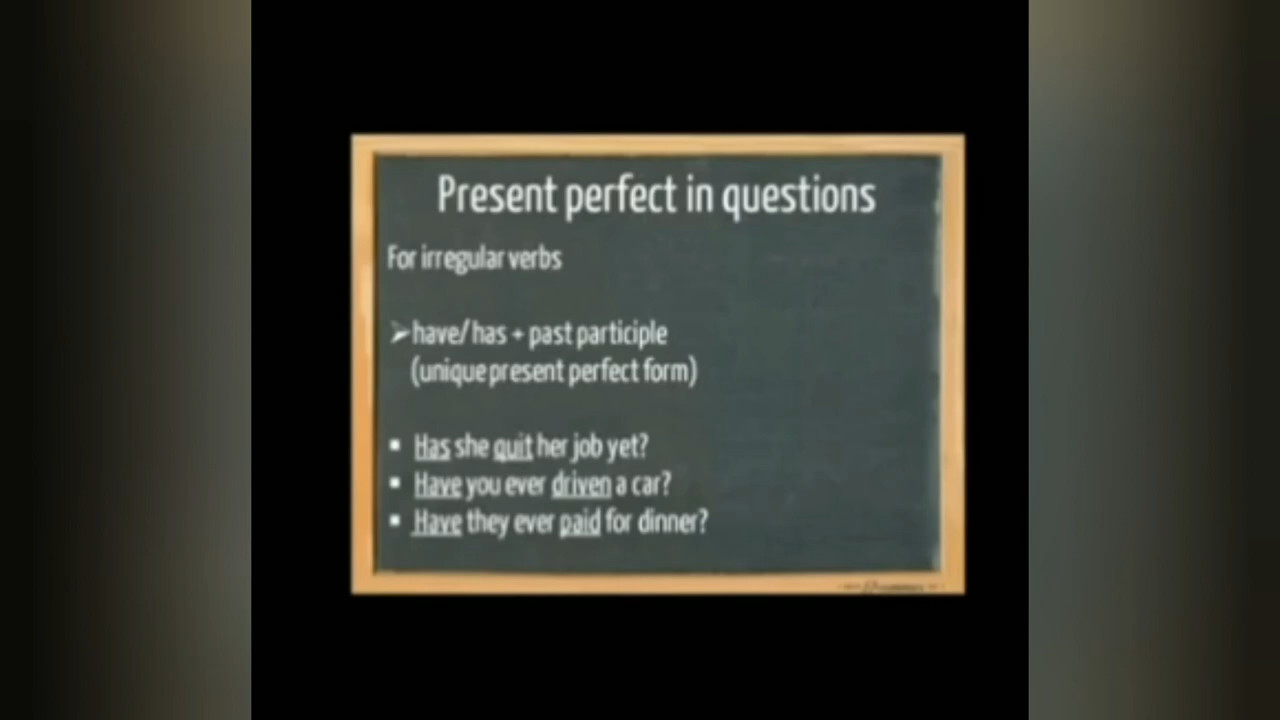 Present perfect in questions
For irregular verbs
➢have/ has + past participle
(unique present perfect form)
▪ Has she quit her job yet?
▪ Have you ever driven a car?
▪ Have they ever paid for dinner?